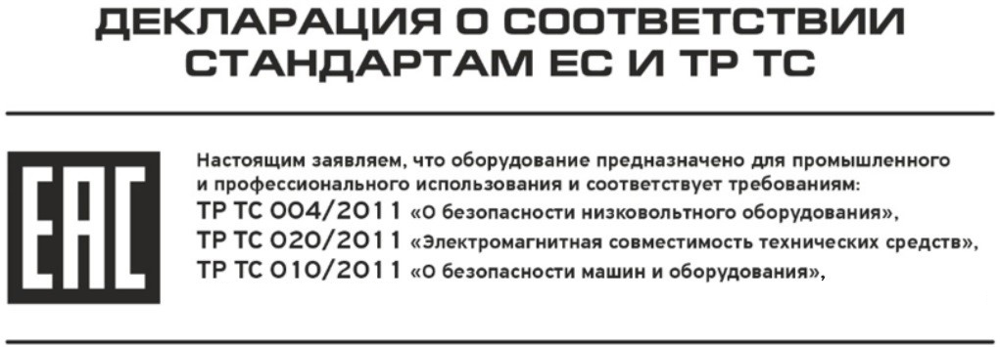 ДЕКЛАРАЦИЯ О СООТВЕТСТВИИ
СТАНДАРТАМ ЕС И ТР ТС
EAC
Настоящим заявляем, что оборудование предназначено для промышленного
и профессионального использования и соответствует требованиям:
ТР ТС 004/2011 «О безопасности низковольтного оборудования»,
ТР ТС 020/2011 «Электромагнитная совместимость технических средств»,
ТР ТС 010/2011 «О безопасности машин и оборудования»,